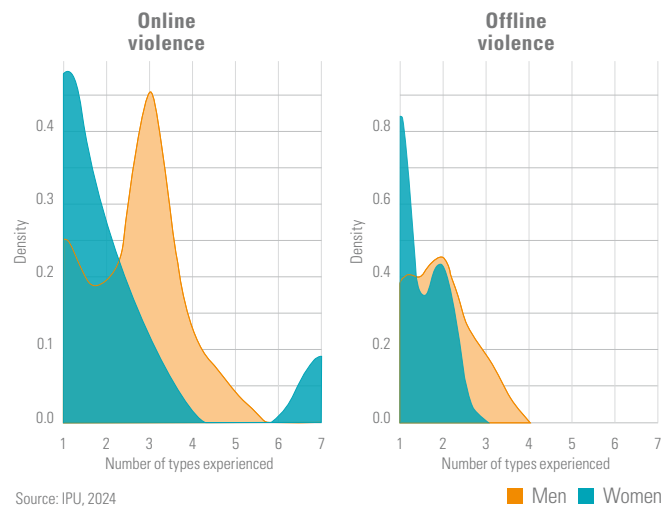 Online
violence
Offline
violence
Density
0.4
0.3
0.2
0.1
0.0
1 2 3 4 5 6 7
Number of types experienced
Density
0.8
0.6
0.4
0.2
0.0
1 2 3 4 5 6 7
Number of types experienced
Source: IPU, 2024
Men Women